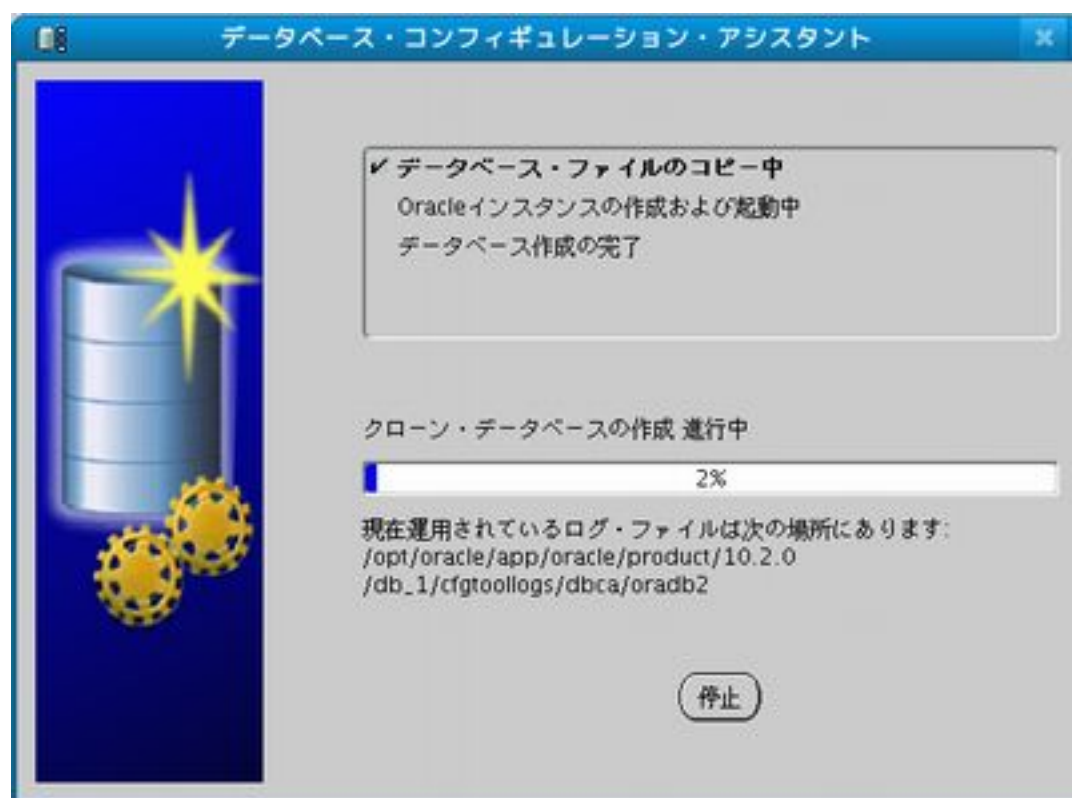 データベース・コンフィギュレーション・アシスタント
✔ データベース・ファイルのコピー中
Oracleインスタンスの作成および起動中
データベース作成の完了
クローン・データベースの作成 進行中
2%
現在運用されているログ・ファイルは次の場所にあります:
/opt/oracle/app/oracle/product/10.2.0
/db_1/cfgtoollogs/dbca/oradb2
停止